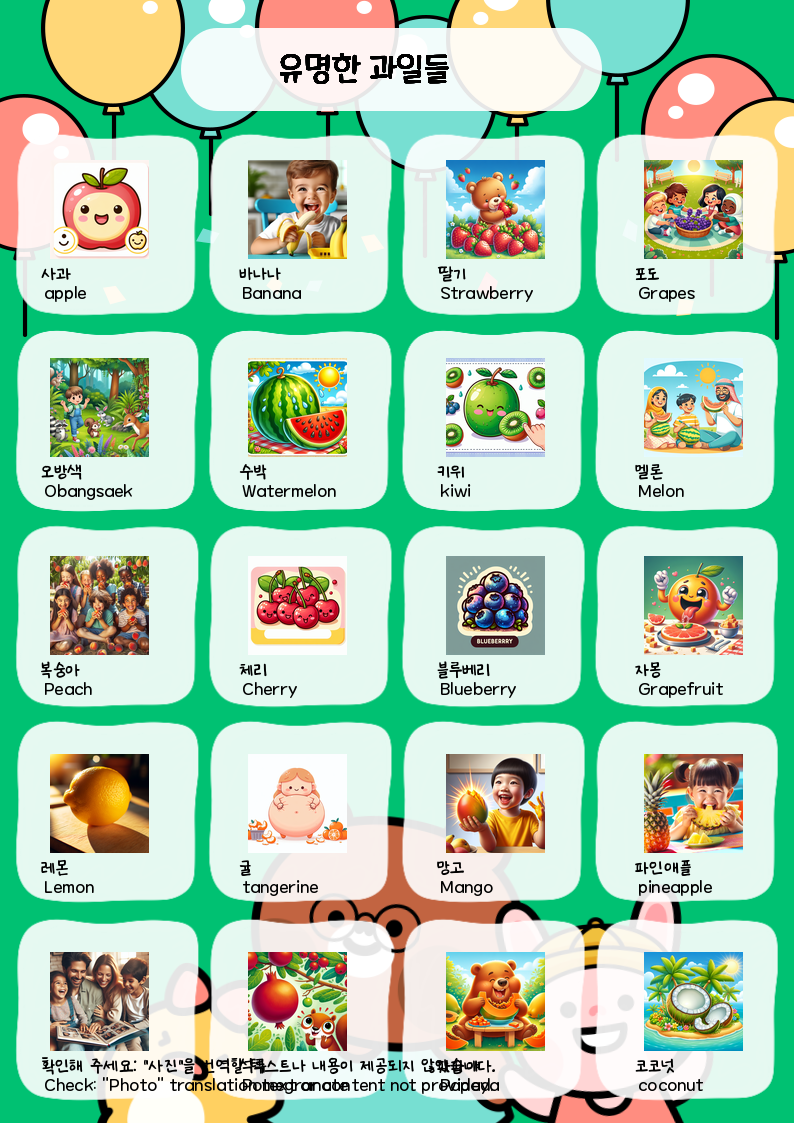 유명한 과일들
사과
apple
바나나
Banana
딸기
Strawberry
포도
Grapes
오방색
Obangsaek
수박
Watermelon
키위
kiwi
멜론
Melon
복숭아
Peach
체리
Cherry
BLUEBERRY
블루베리
Blueberry
자몽
Grapefruit
레몬
Lemon
귤
tangerine
망고
Mango
파인애플
pineapple
확인해 주세요: "사진"을 번역할 텍스트나 내용이 제공되지 않았습니다.
Check: "Photo" translation text or content not provided
Pomegranate
Papaya
코코넛
coconut